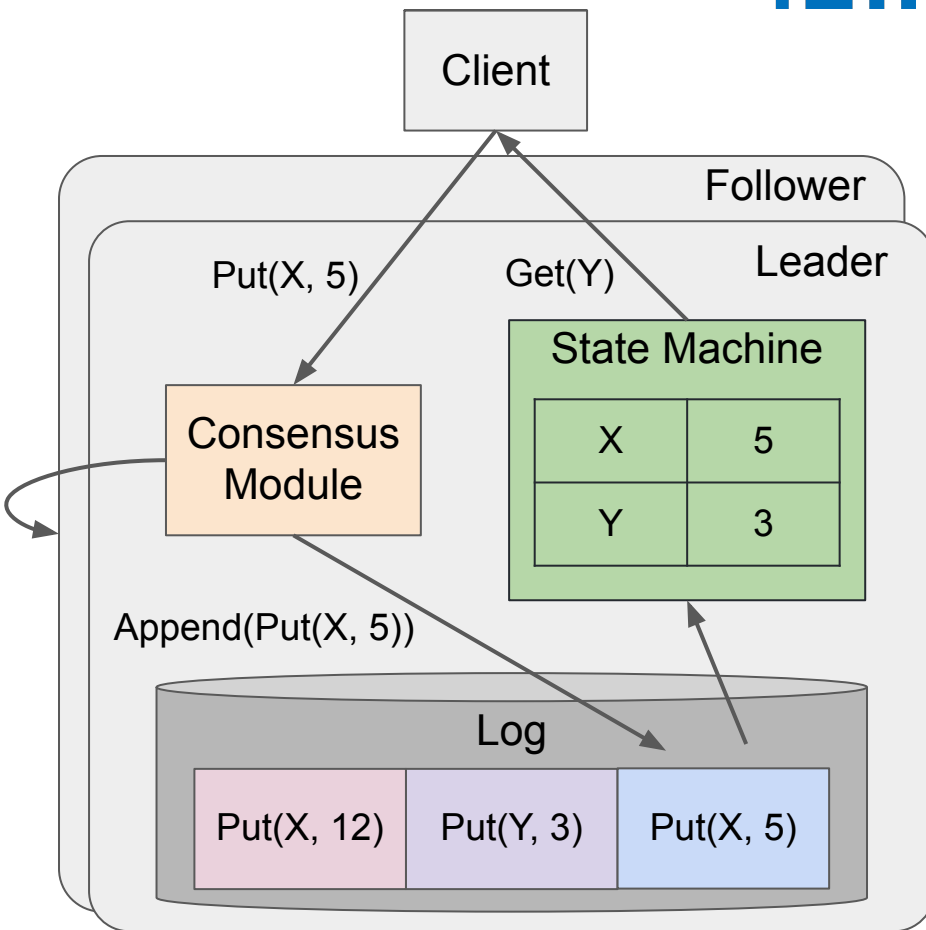 Client
Follower
Leader
Put(X, 5)
Get(Y)
State Machine
X 5
Y 3
Consensus
Module
Append(Put(X, 5))
Log
Put(X, 12) Put(Y, 3) Put(X, 5)